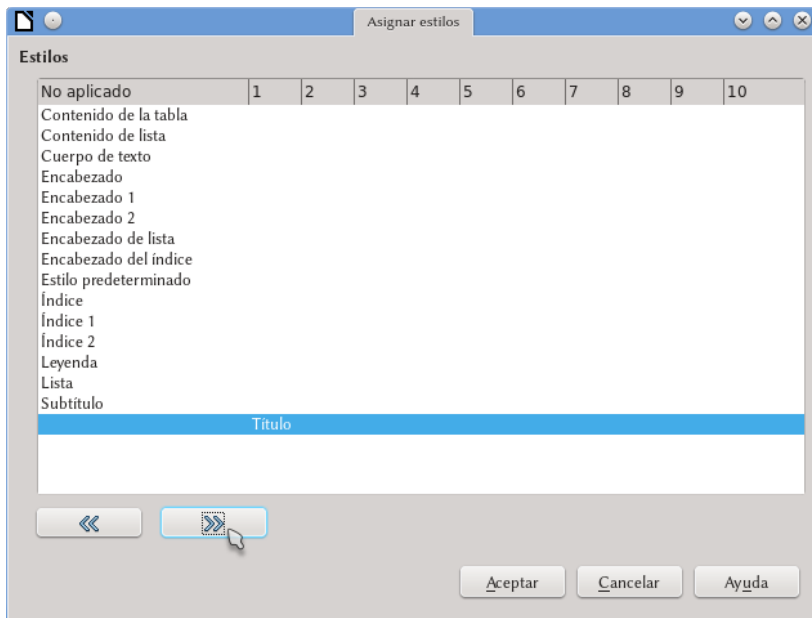 Asignar estilos
Estilos
No aplicado 1 2 3 4 5 6 7 8 9 10
Contenido de la tabla
Contenido de lista
Cuerpo de texto
Encabezado
Encabezado 1
Encabezado 2
Encabezado de lista
Encabezado del índice
Estilo predeterminado
Índice
Índice 1
Índice 2
Leyenda
Lista
Subtítulo
Título
Aceptar Cancelar Ayuda